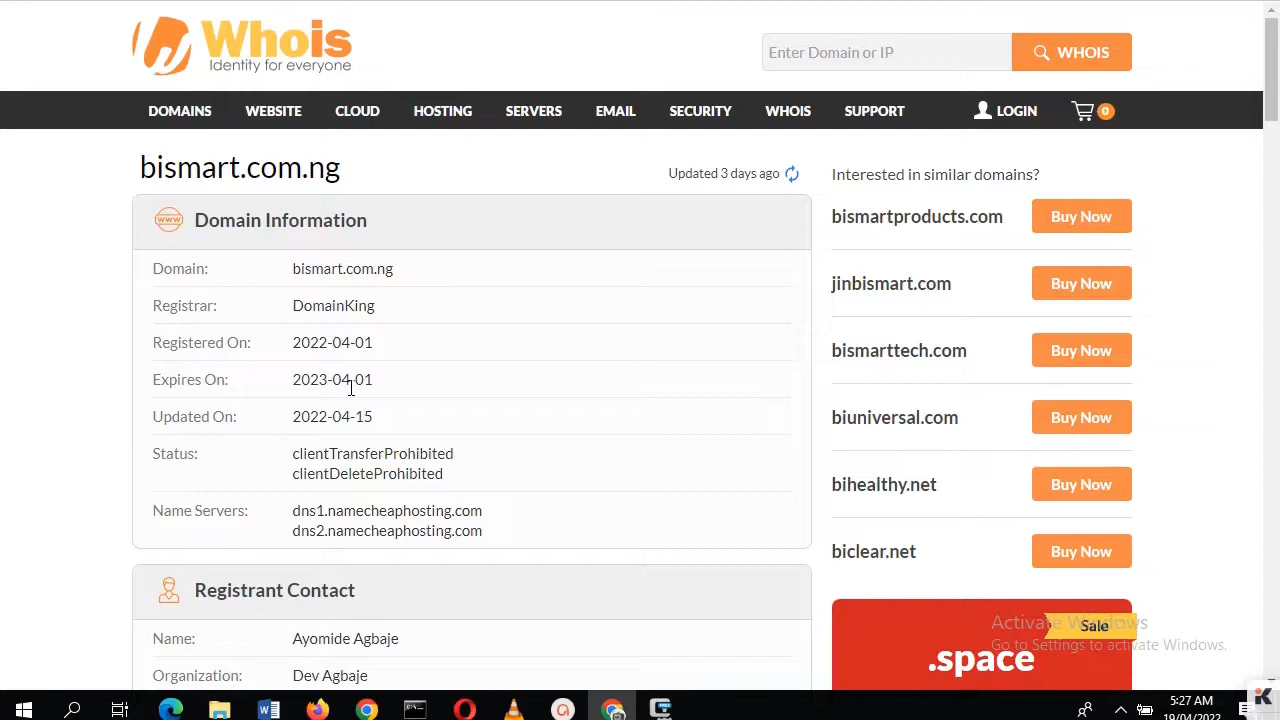 Whois
Identity for everyone
Enter Domain or IP
WHOIS
DOMAINS WEBSITE CLOUD HOSTING SERVERS EMAIL SECURITY WHOIS SUPPORT LOGIN 0
bismart.com.ng
Updated 3 days ago
Domain Information
Domain: bismart.com.ng
Registrar: DomainKing
Registered On: 2022-04-01
Expires On: 2023-04-01
Updated On: 2022-04-15
Status: clientTransferProhibited
clientDeleteProhibited
Name Servers: dns1.namecheaphosting.com
dns2.namecheaphosting.com
Registrant Contact
Name: Ayomide Agbaje
Organization: Dev Agbaje
Interested in similar domains?
bismartproducts.com Buy Now
jinbismart.com Buy Now
bismarttech.com Buy Now
biuniversal.com Buy Now
bihealthy.net Buy Now
biclear.net Buy Now
Sale
.space
Activate Windows
Go to Settings to activate Windows.
5:27 AM
19/04/2022